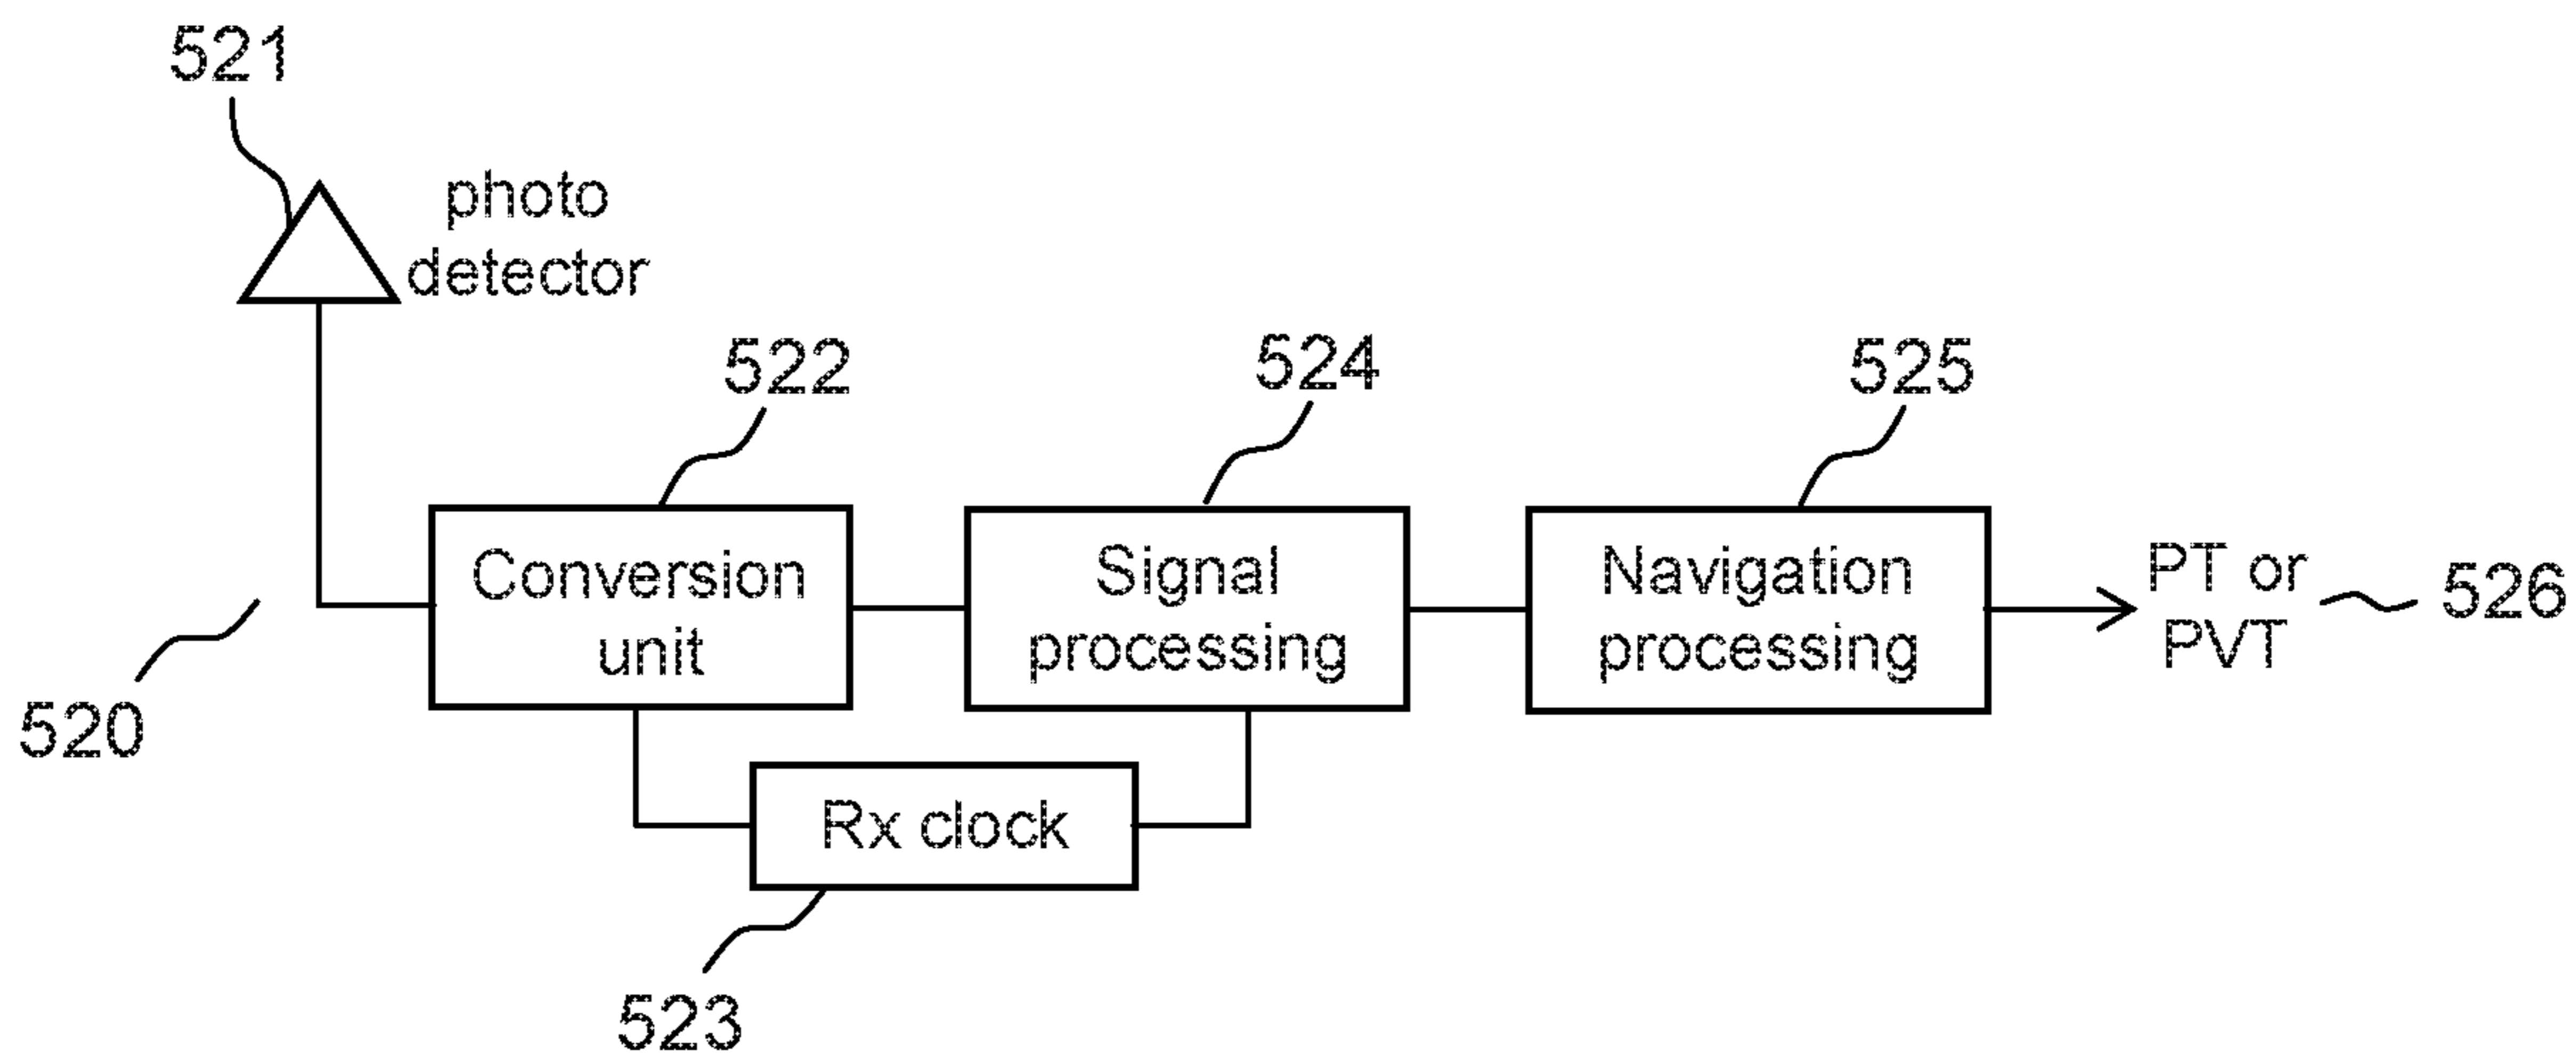 521
photo
detector
522
524
525
Conversion
unit
Signal
processing
Navigation
processing
PT or
PVT
526
520
Rx clock
523